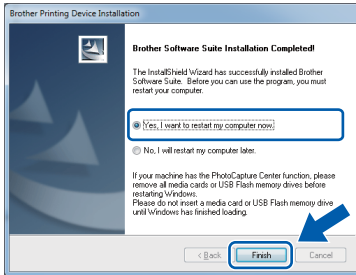 Brother Printing Device Installation
Brother Software Suite Installation Completed!
The InstallShield Wizard has successfully installed Brother
Software Suite. Before you can use the program, you must
restart your computer.
Yes, I want to restart my computer now.
No, I will restart my computer later.
If your machine has the PhotoCapture Center function, please
remove all media cards or USB Flash memory drives before
restarting Windows.
Please do not insert a media card or USB Flash memory drive
until Windows has finished loading.
< Back
Finish
Cancel